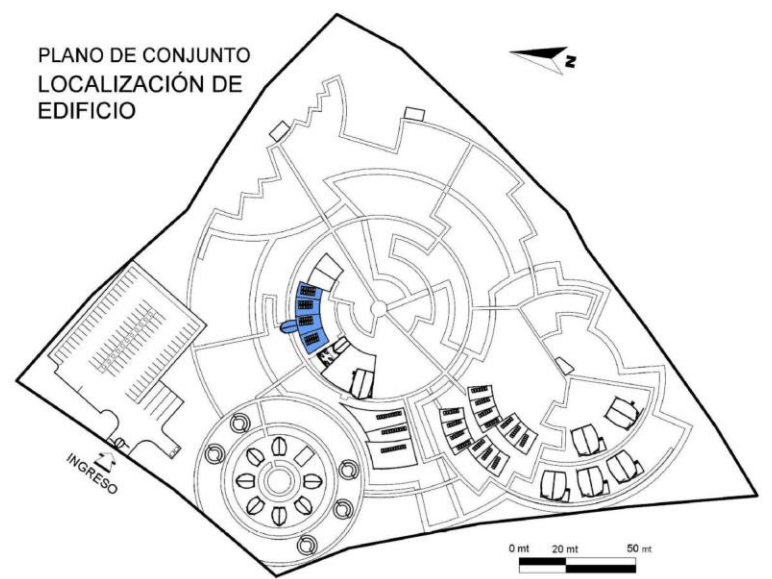 PLANO DE CONJUNTO
LOCALIZACIÓN DE
EDIFICIO
N
INGRESO
0 mt 20 mt 50 mt